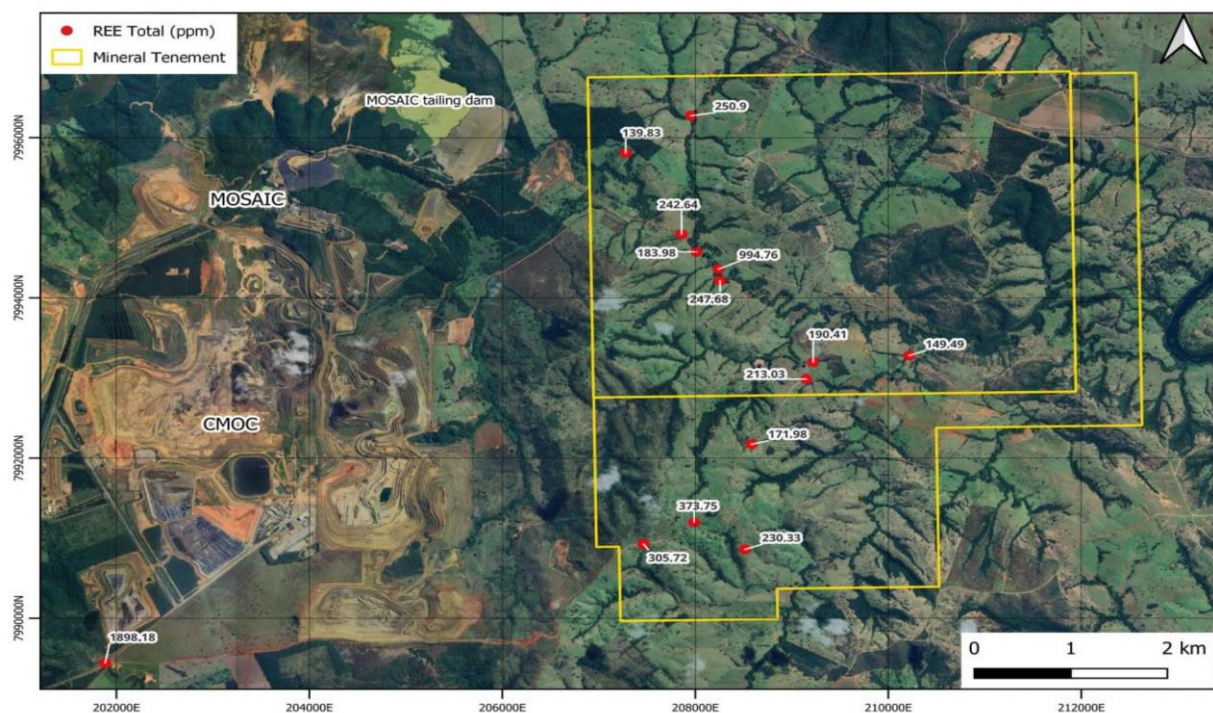 REE Total (ppm)
Mineral Tenement
MOSAIC tailing dam
250.9
139.83
MOSAIC
242.64
183.98
994.76
247.68
190.41
149.49
213.03
CMOC
171.98
373.75
305.72
230.33
1898.18
7996000N
7994000N
7992000N
7990000N
0 1 2 km
202000E 204000E 206000E 208000E 210000E 212000E